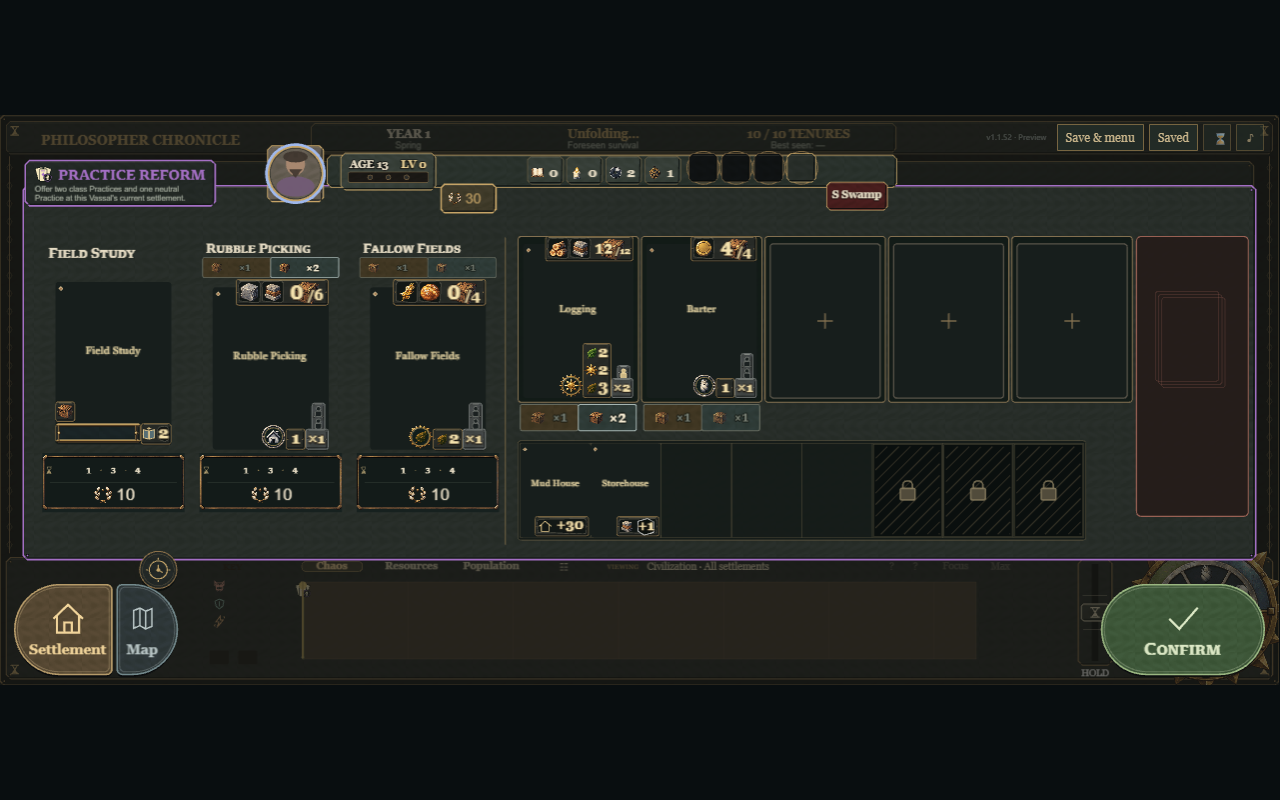 PHILOSOPHER CHRONICLE
YEAR 1
Spring
Unfolding...
Foreseen survival
10 / 10 TENURES
Best seen: —
v1.1.52 · Preview
Save & menu
Saved
PRACTICE REFORM
Offer two class Practices and one neutral
Practice at this Vassal's current settlement.
AGE 13 LV 0
0
0
2
1
30
S Swamp
FIELD STUDY
RUBBLE PICKING
×1 ×2
FALLOW FIELDS
×1 ×1
0/6
0/4
Field Study
Rubble Picking
Fallow Fields
2
1 ×1
2 ×1
1 · 3 · 4
10
1 · 3 · 4
10
1 · 3 · 4
10
12/12
4/4
Logging
Barter
2
2
3 ×2
1 ×1
×1 ×2
×1 ×1
Mud House
Storehouse
+30
+1
Chaos
Resources
Population
Civilization · All settlements
Focus
Settlement
Map
HOLD
CONFIRM